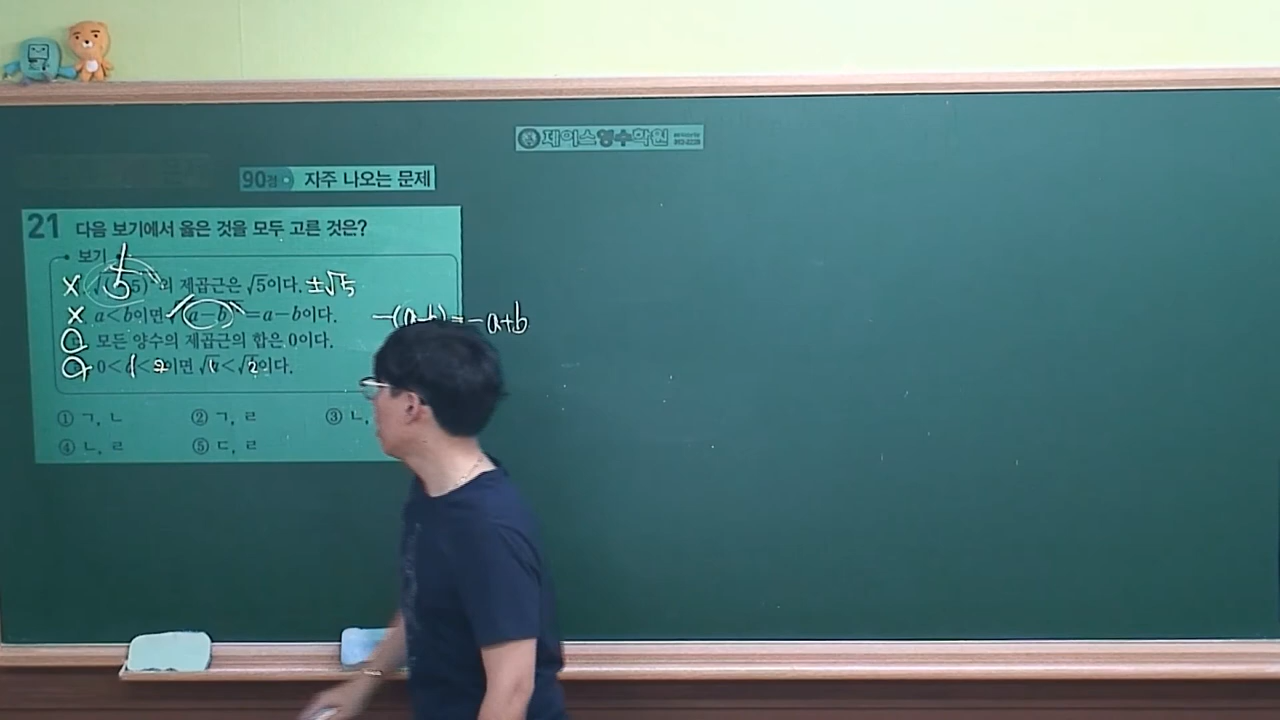 제이스영수학원
90점 자주 나오는 문제
21 다음 보기에서 옳은 것을 모두 고른 것은?
보기
5
X 5)² 의 제곱근은 √5이다. ±√5
X a<b이면 (a-b) =a-b이다. -(a-b)=-a+b
모든 양수의 제곱근의 합은 0이다.
0< 1 < 2 이면 √1 < √2 이다.
① ㄱ, ㄴ ② ㄱ, ㄹ ③ ㄴ,
④ ㄴ, ㄹ ⑤ ㄷ, ㄹ